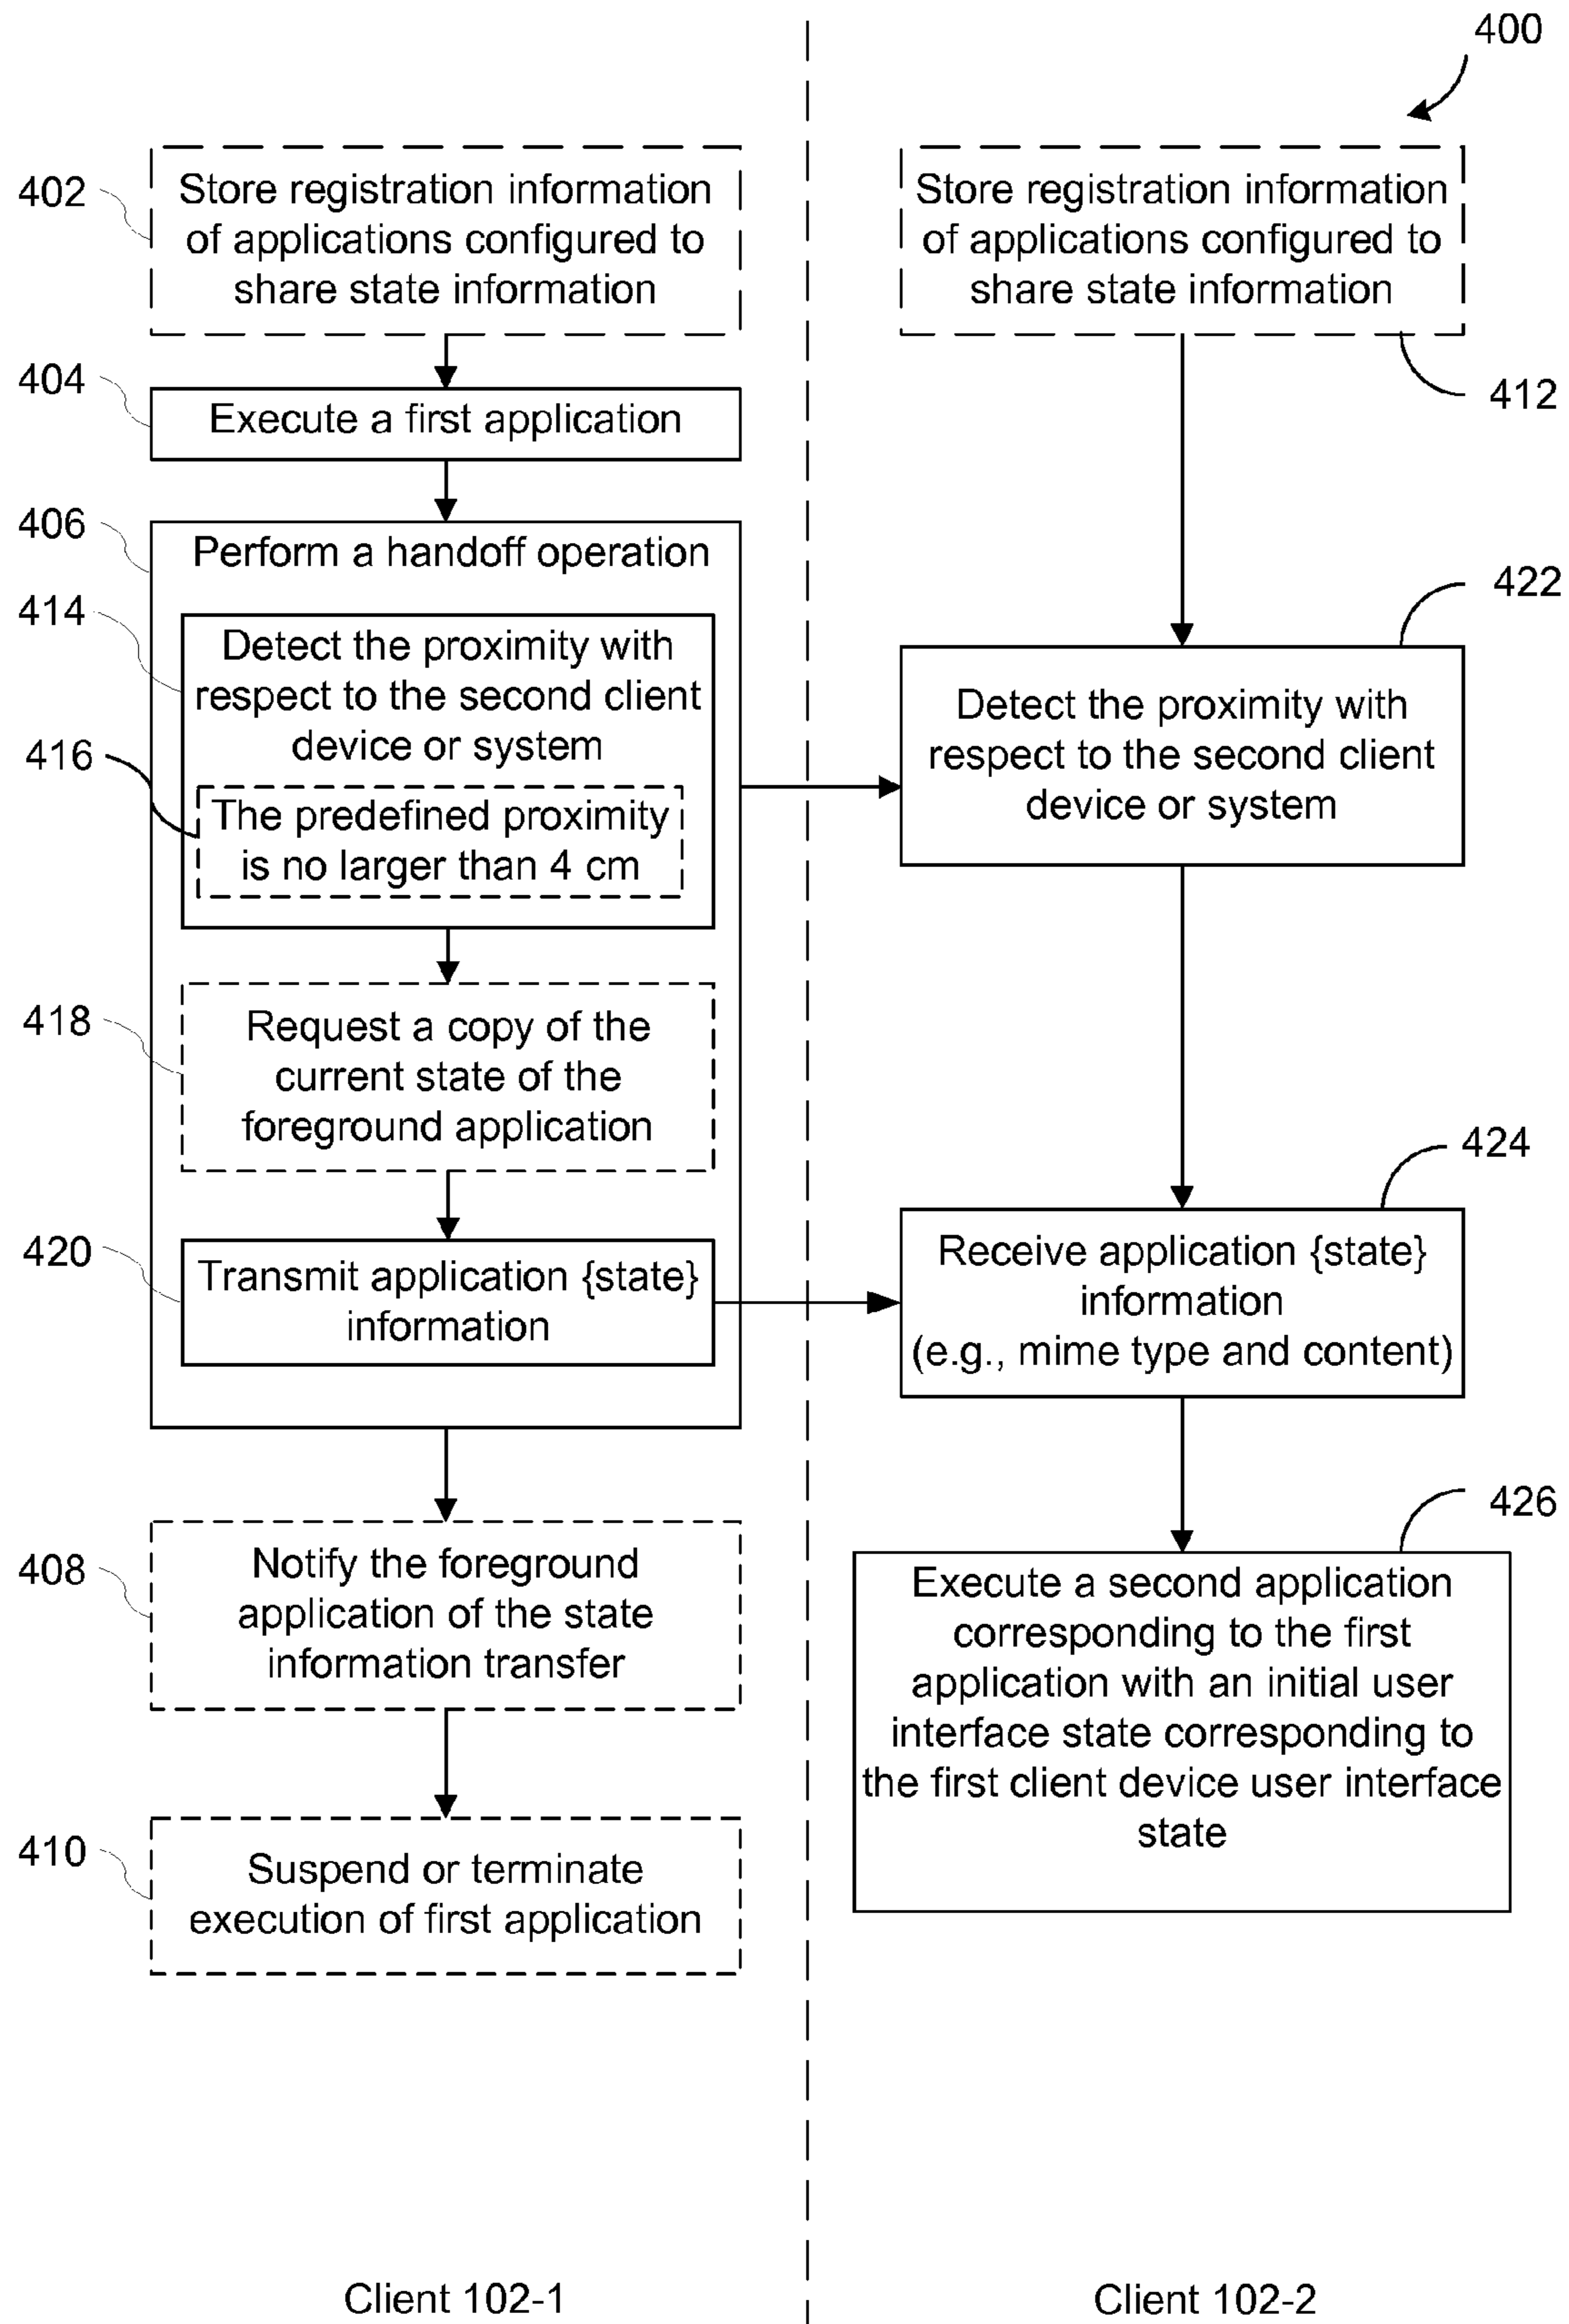 400
402
Store registration information
of applications configured to
share state information
404
Execute a first application
406
Perform a handoff operation
414
Detect the proximity with
respect to the second client
device or system
416
The predefined proximity
is no larger than 4 cm
418
Request a copy of the
current state of the
foreground application
420
Transmit application {state}
information
408
Notify the foreground
application of the state
information transfer
410
Suspend or terminate
execution of first application
Client 102-1
Store registration information
of applications configured to
share state information
412
422
Detect the proximity with
respect to the second client
device or system
424
Receive application {state}
information
(e.g., mime type and content)
426
Execute a second application
corresponding to the first
application with an initial user
interface state corresponding to
the first client device user interface
state
Client 102-2